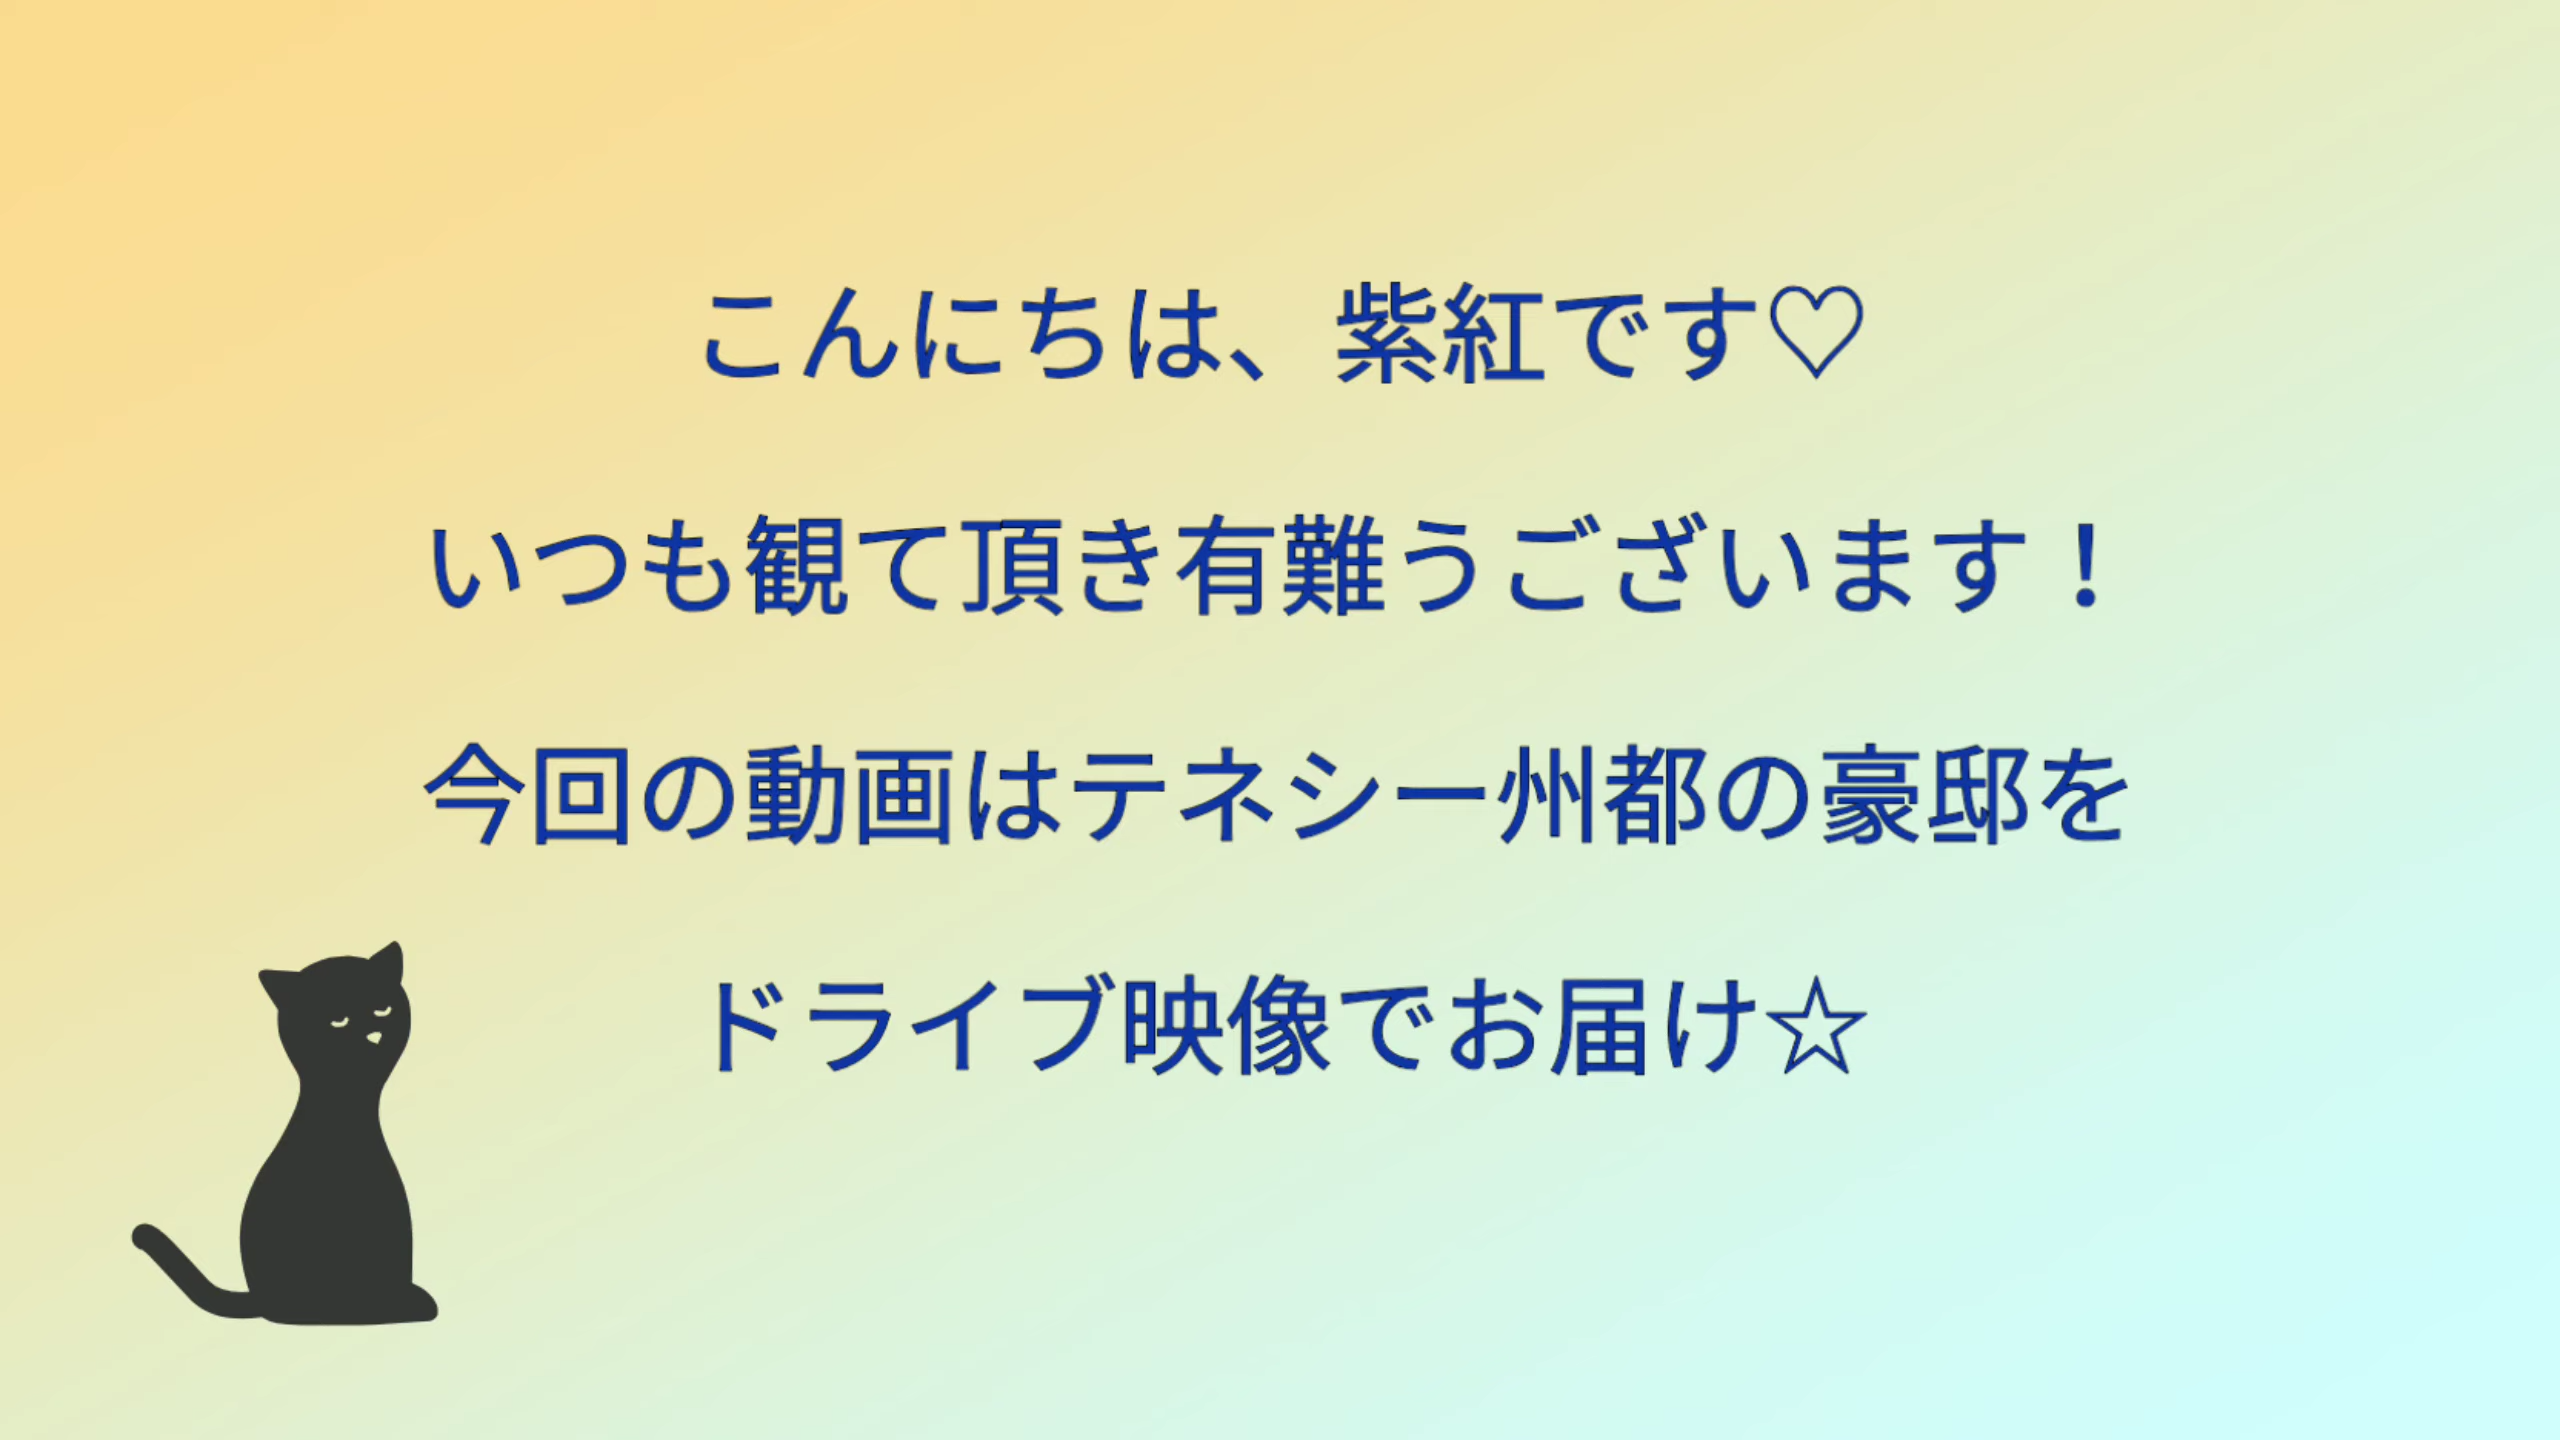 こんにちは、紫紅です♡
いつも観て頂き有難うございます！
今回の動画はテネシー州都の豪邸を
ドライブ映像でお届け☆